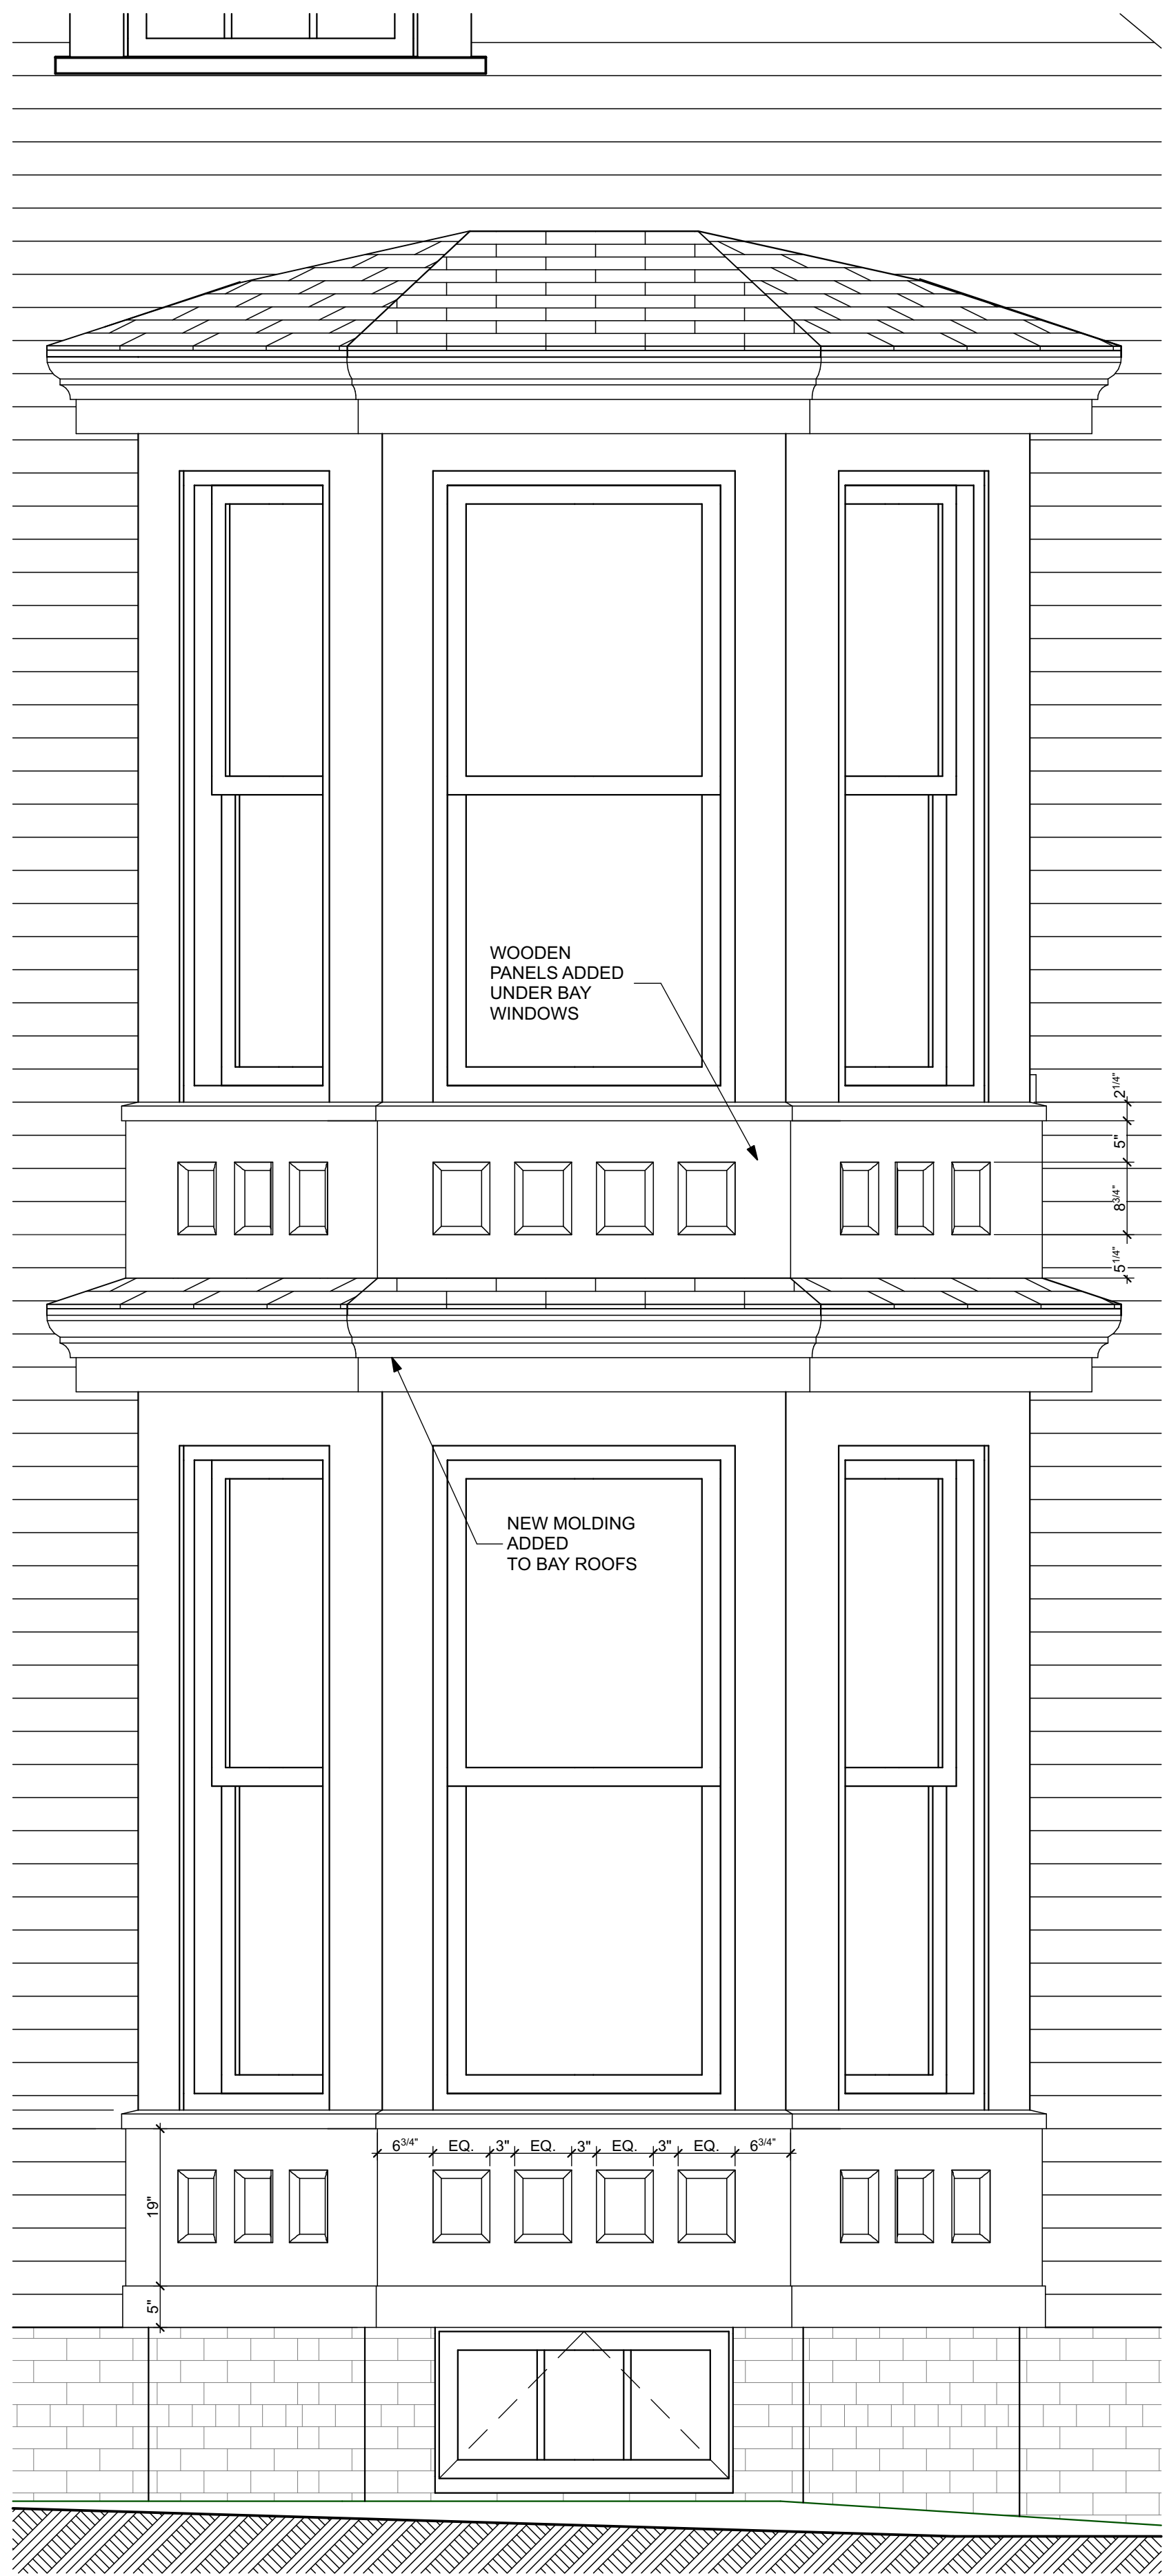 WOODEN
PANELS ADDED
UNDER BAY
WINDOWS
2 1/4"
5"
8 3/4"
5 1/4"
NEW MOLDING
ADDED
TO BAY ROOFS
6 3/4" EQ. 3" EQ. 3" EQ. 3" EQ. 6 3/4"
19"
5"